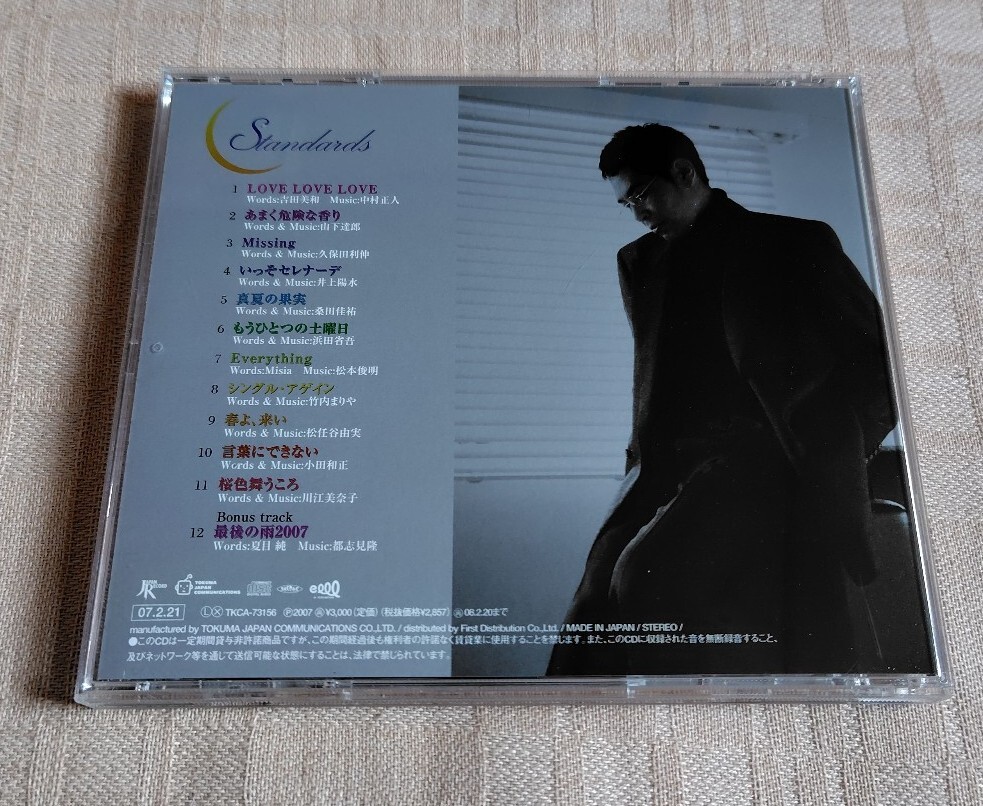 Standards
1 LOVE LOVE LOVE
Words:吉田美和 Music:中村正人
2 あまく危険な香り
Words & Music:山下達郎
3 Missing
Words & Music:久保田利伸
4 いっそセレナーデ
Words & Music:井上陽水
5 真夏の果実
Words & Music:桑田佳祐
6 もうひとつの土曜日
Words & Music:浜田省吾
7 Everything
Words:Misia Music:松本俊明
8 シングル・アゲイン
Words & Music:竹内まりや
9 春よ、来い
Words & Music:松任谷由実
10 言葉にできない
Words & Music:小田和正
11 桜色舞うころ
Words & Music:川江美奈子
Bonus track
12 最後の雨2007
Words:夏目 純 Music:都志見隆
TOKUMA JAPAN COMMUNICATIONS
07.2.21 TKCA-73156 Ⓟ2007 ¥3,000(定価)(税抜価格¥2,857) 08.2.20まで
manufactured by TOKUMA JAPAN COMMUNICATIONS CO.,LTD. / distributed by First Distribution Co.,Ltd. / MADE IN JAPAN / STEREO /
●このCDは一定期間貸与非許諾商品ですが、この期間経過後も権利者の許諾なく賃貸業に使用することを禁じます。また、このCDに収録された音を無断録音すること、
及びネットワーク等を通じて送信可能な状態にすることは、法律で禁じられています。